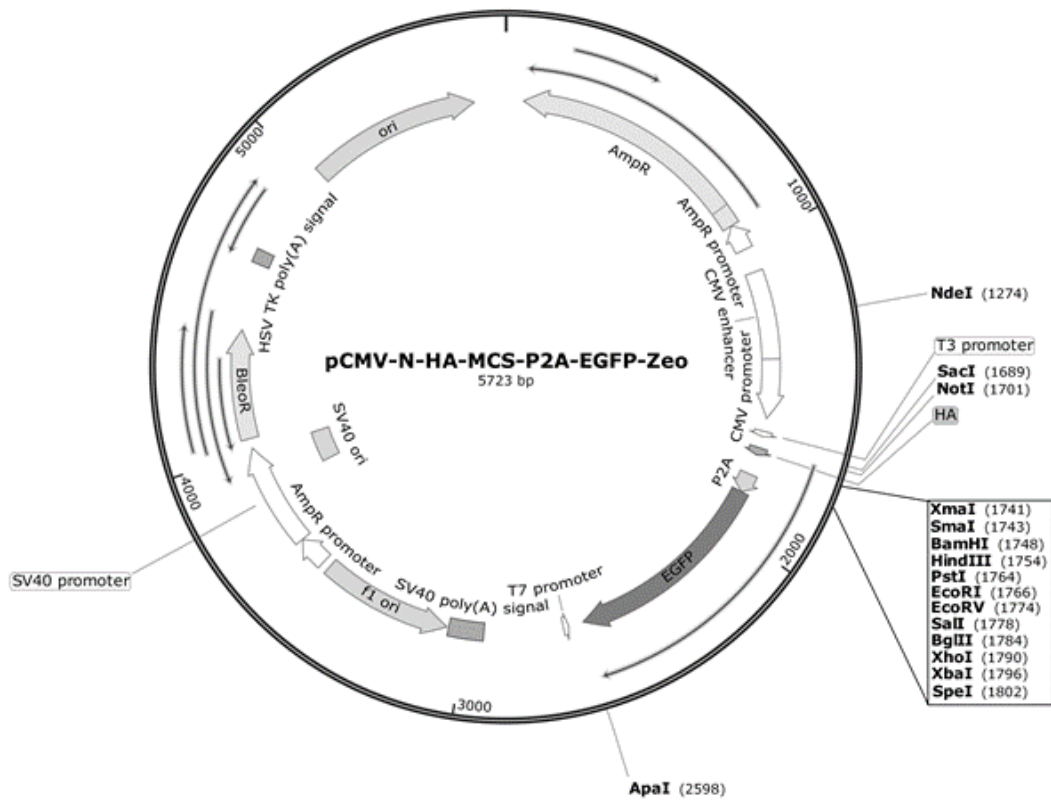 ori
AmpR
5000
1000
HSV TK poly(A) signal
AmpR promoter
CMV enhancer
NdeI (1274)
pCMV-N-HA-MCS-P2A-EGFP-Zeo
5723 bp
T3 promoter
SacI (1689)
NotI (1701)
HA
CMV promoter
BleoR
SV40 ori
P2A
4000
2000
XmaI (1741)
SmaI (1743)
BamHI (1748)
HindIII (1754)
PstI (1764)
EcoRI (1766)
EcoRV (1774)
SalI (1778)
BglII (1784)
XhoI (1790)
XbaI (1796)
SpeI (1802)
EGFP
AmpR promoter
SV40 promoter
T7 promoter
SV40 poly(A) signal
f1 ori
3000
ApaI (2598)